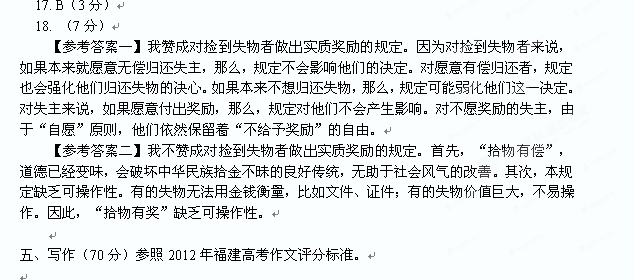 17. B（3 分）
18. （7 分）
【参考答案一】我赞成对捡到失物者做出实质奖励的规定。因为对捡到失物者来说，
如果本来就愿意无偿归还失主，那么，规定不会影响他们的决定。对愿意有偿归还者，规定
也会强化他们归还失物的决心。如果本来不想归还失物，那么，规定可能弱化他们这一决定。
对失主来说，如果愿意付出奖励，那么，规定对他们不会产生影响。对不愿奖励的失主，由
于“自愿”原则，他们依然保留着“不给予奖励”的自由。
【参考答案二】我不赞成对捡到失物者做出实质奖励的规定。首先，“拾物有偿”，
道德已经变味，会破坏中华民族拾金不昧的良好传统，无助于社会风气的改善。其次，本规
定缺乏可操作性。有的失物无法用金钱衡量，比如文件、证件；有的失物价值巨大，不易操
作。因此，“拾物有奖”缺乏可操作性。
五、写作（70 分）参照 2012 年福建高考作文评分标准。